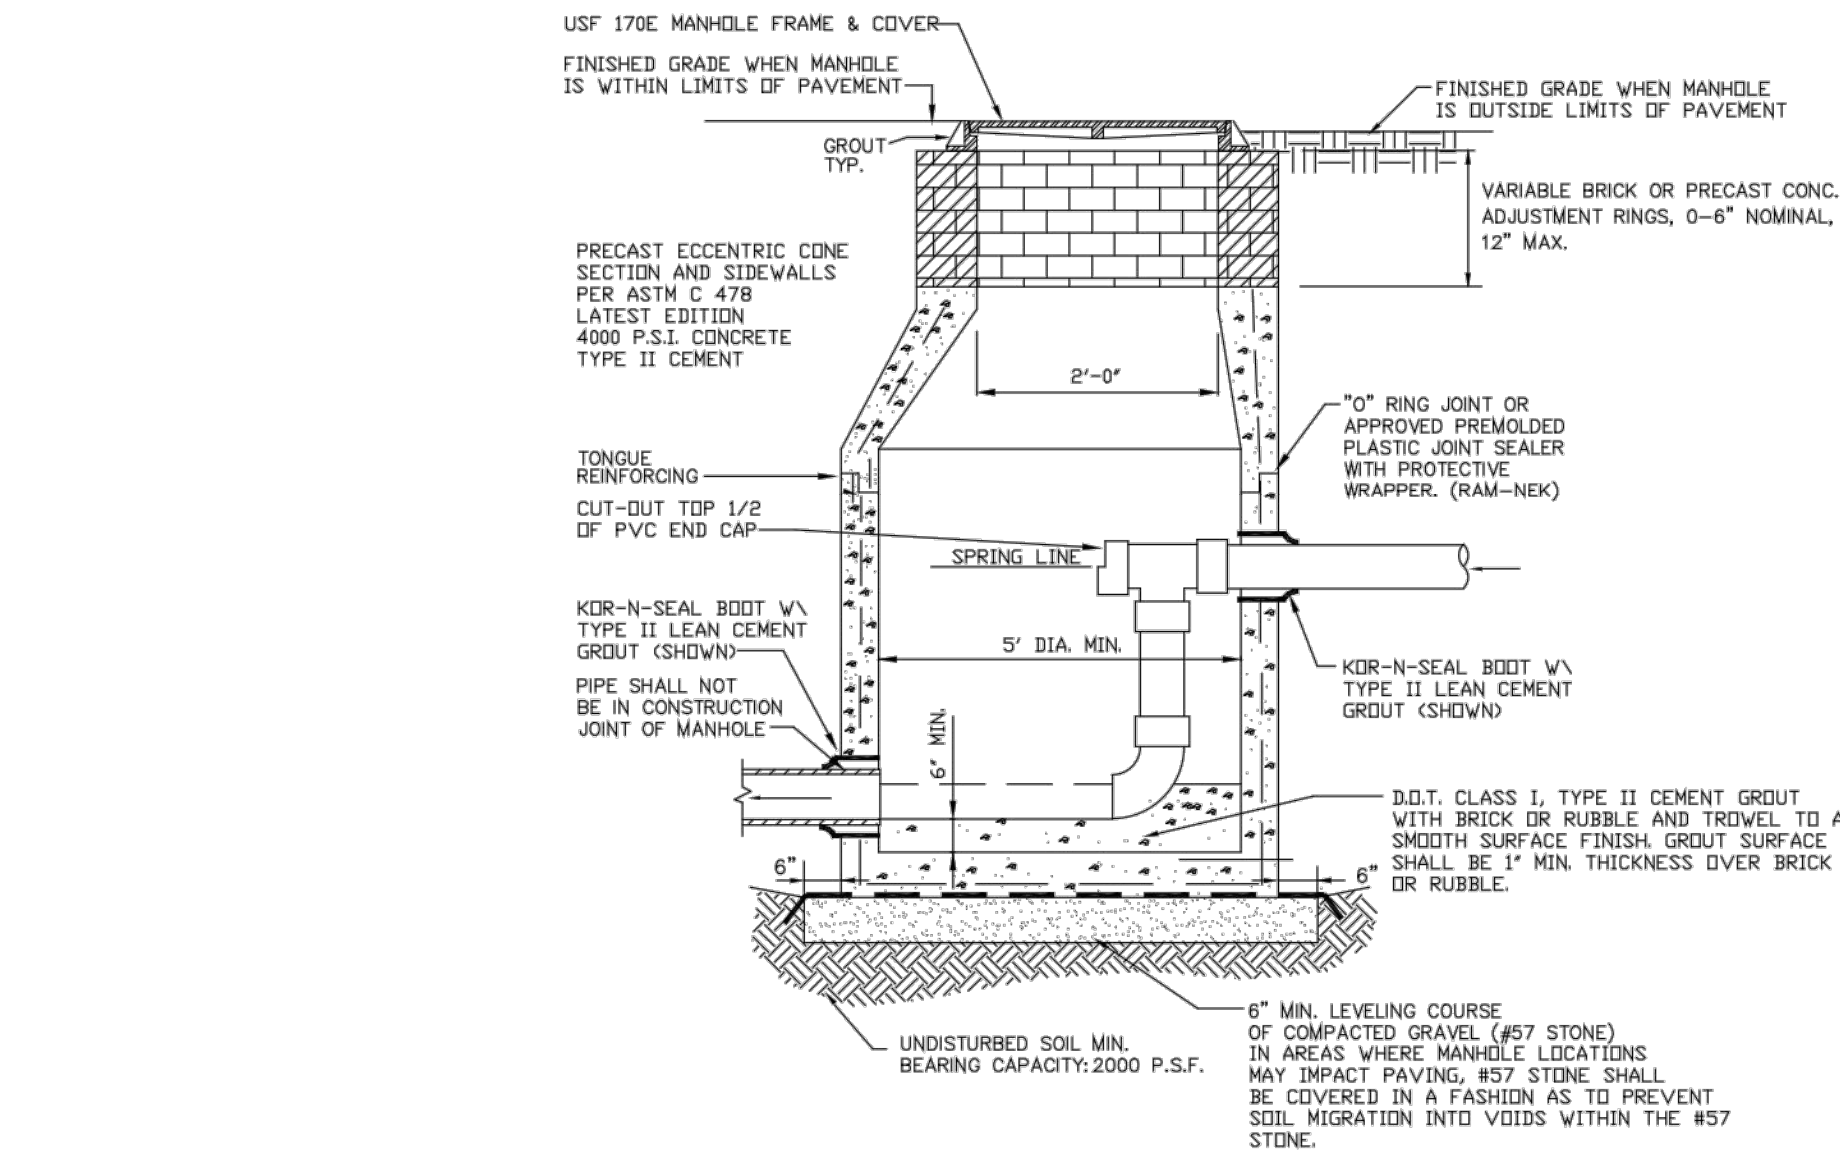 USF 170E MANHOLE FRAME & COVER
FINISHED GRADE WHEN MANHOLE
IS WITHIN LIMITS OF PAVEMENT
FINISHED GRADE WHEN MANHOLE
IS OUTSIDE LIMITS OF PAVEMENT
GROUT
TYP.
VARIABLE BRICK OR PRECAST CONC.
ADJUSTMENT RINGS, 0-6" NOMINAL,
12" MAX.
PRECAST ECCENTRIC CONE
SECTION AND SIDEWALLS
PER ASTM C 478
LATEST EDITION
4000 P.S.I. CONCRETE
TYPE II CEMENT
2'-0"
"O" RING JOINT OR
APPROVED PREMOLDED
PLASTIC JOINT SEALER
WITH PROTECTIVE
WRAPPER. (RAM-NEK)
TONGUE
REINFORCING
CUT-OUT TOP 1/2
OF PVC END CAP
SPRING LINE
KOR-N-SEAL BOOT W\
TYPE II LEAN CEMENT
GROUT (SHOWN)
5' DIA. MIN.
KOR-N-SEAL BOOT W\
TYPE II LEAN CEMENT
GROUT (SHOWN)
PIPE SHALL NOT
BE IN CONSTRUCTION
JOINT OF MANHOLE
6" MIN.
D.O.T. CLASS I, TYPE II CEMENT GROUT
WITH BRICK OR RUBBLE AND TROWEL TO A
SMOOTH SURFACE FINISH. GROUT SURFACE
SHALL BE 1" MIN. THICKNESS OVER BRICK
OR RUBBLE.
6"
6"
6" MIN. LEVELING COURSE
OF COMPACTED GRAVEL (#57 STONE)
IN AREAS WHERE MANHOLE LOCATIONS
MAY IMPACT PAVING, #57 STONE SHALL
BE COVERED IN A FASHION AS TO PREVENT
SOIL MIGRATION INTO VOIDS WITHIN THE #57
STONE.
UNDISTURBED SOIL MIN.
BEARING CAPACITY: 2000 P.S.F.